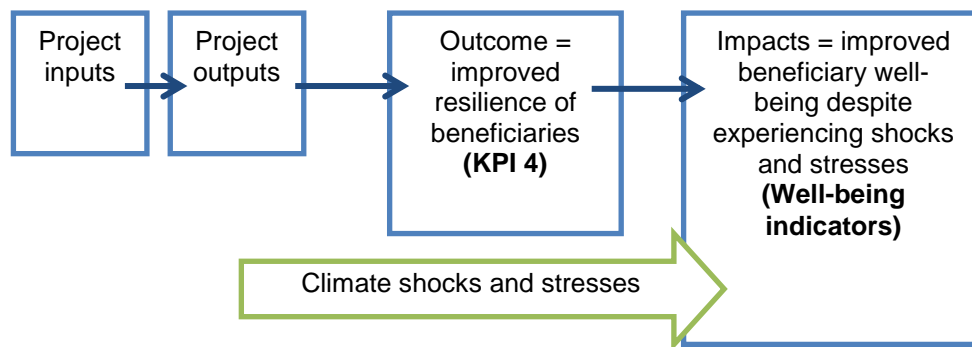 Project
inputs
Project
outputs
Outcome =
improved
resilience of
beneficiaries
(KPI 4)
Impacts = improved
beneficiary well-
being despite
experiencing shocks
and stresses
(Well-being
indicators)
Climate shocks and stresses